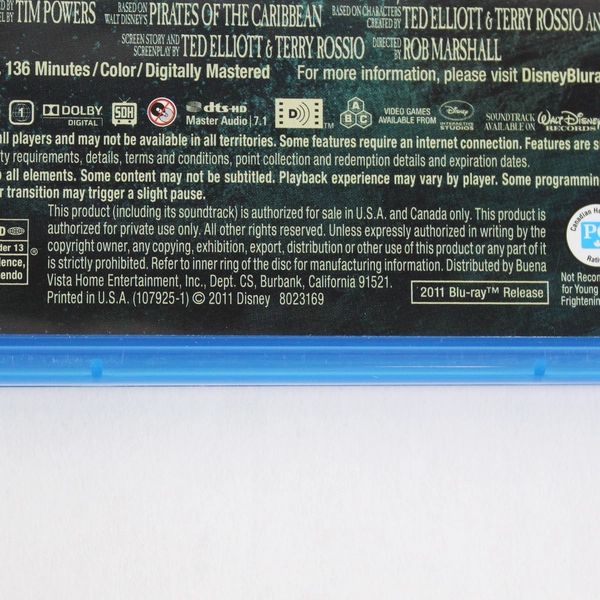 TIM POWERS BASED ON WALT DISNEY'S PIRATES OF THE CARIBBEAN BASED ON CHARACTERS CREATED BY TED ELLIOTT & TERRY ROSSIO AN
SCREEN STORY AND SCREENPLAY BY TED ELLIOTT & TERRY ROSSIO DIRECTED BY ROB MARSHALL
136 Minutes/Color/Digitally Mastered For more information, please visit DisneyBlura
1 DOLBY DIGITAL SDH dts-HD Master Audio | 7.1 D TM ABC VIDEO GAMES AVAILABLE FROM Disney INTERACTIVE STUDIOS SOUNDTRACK AVAILABLE ON WALT DISNEY RECORDS
all players and may not be available in all territories. Some features require an internet connection. Features are s
ty requirements, details, terms and conditions, point collection and redemption details and expiration dates.
all elements. Some content may not be subtitled. Playback experience may vary by player. Some programmin
r transition may trigger a slight pause.
This product (including its soundtrack) is authorized for sale in U.S.A. and Canada only. This product is
authorized for private use only. All other rights reserved. Unless expressly authorized in writing by the
copyright owner, any copying, exhibition, export, distribution or other use of this product or any part of it
is strictly prohibited. Refer to inner ring of the disc for manufacturing information. Distributed by Buena
Vista Home Entertainment, Inc., Dept. CS, Burbank, California 91521.
Printed in U.S.A. (107925-1) © 2011 Disney 8023169
2011 Blu-ray™ Release
der 13
lence,
endo
®
Canadian Ho
PG
Rati
Not Recon
for Young
Frightenin